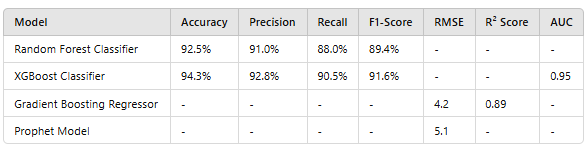 Model Accuracy Precision Recall F1-Score RMSE R² Score AUC
Random Forest Classifier 92.5% 91.0% 88.0% 89.4% - - -
XGBoost Classifier 94.3% 92.8% 90.5% 91.6% - - 0.95
Gradient Boosting Regressor - - - - 4.2 0.89 -
Prophet Model - - - - 5.1 - -